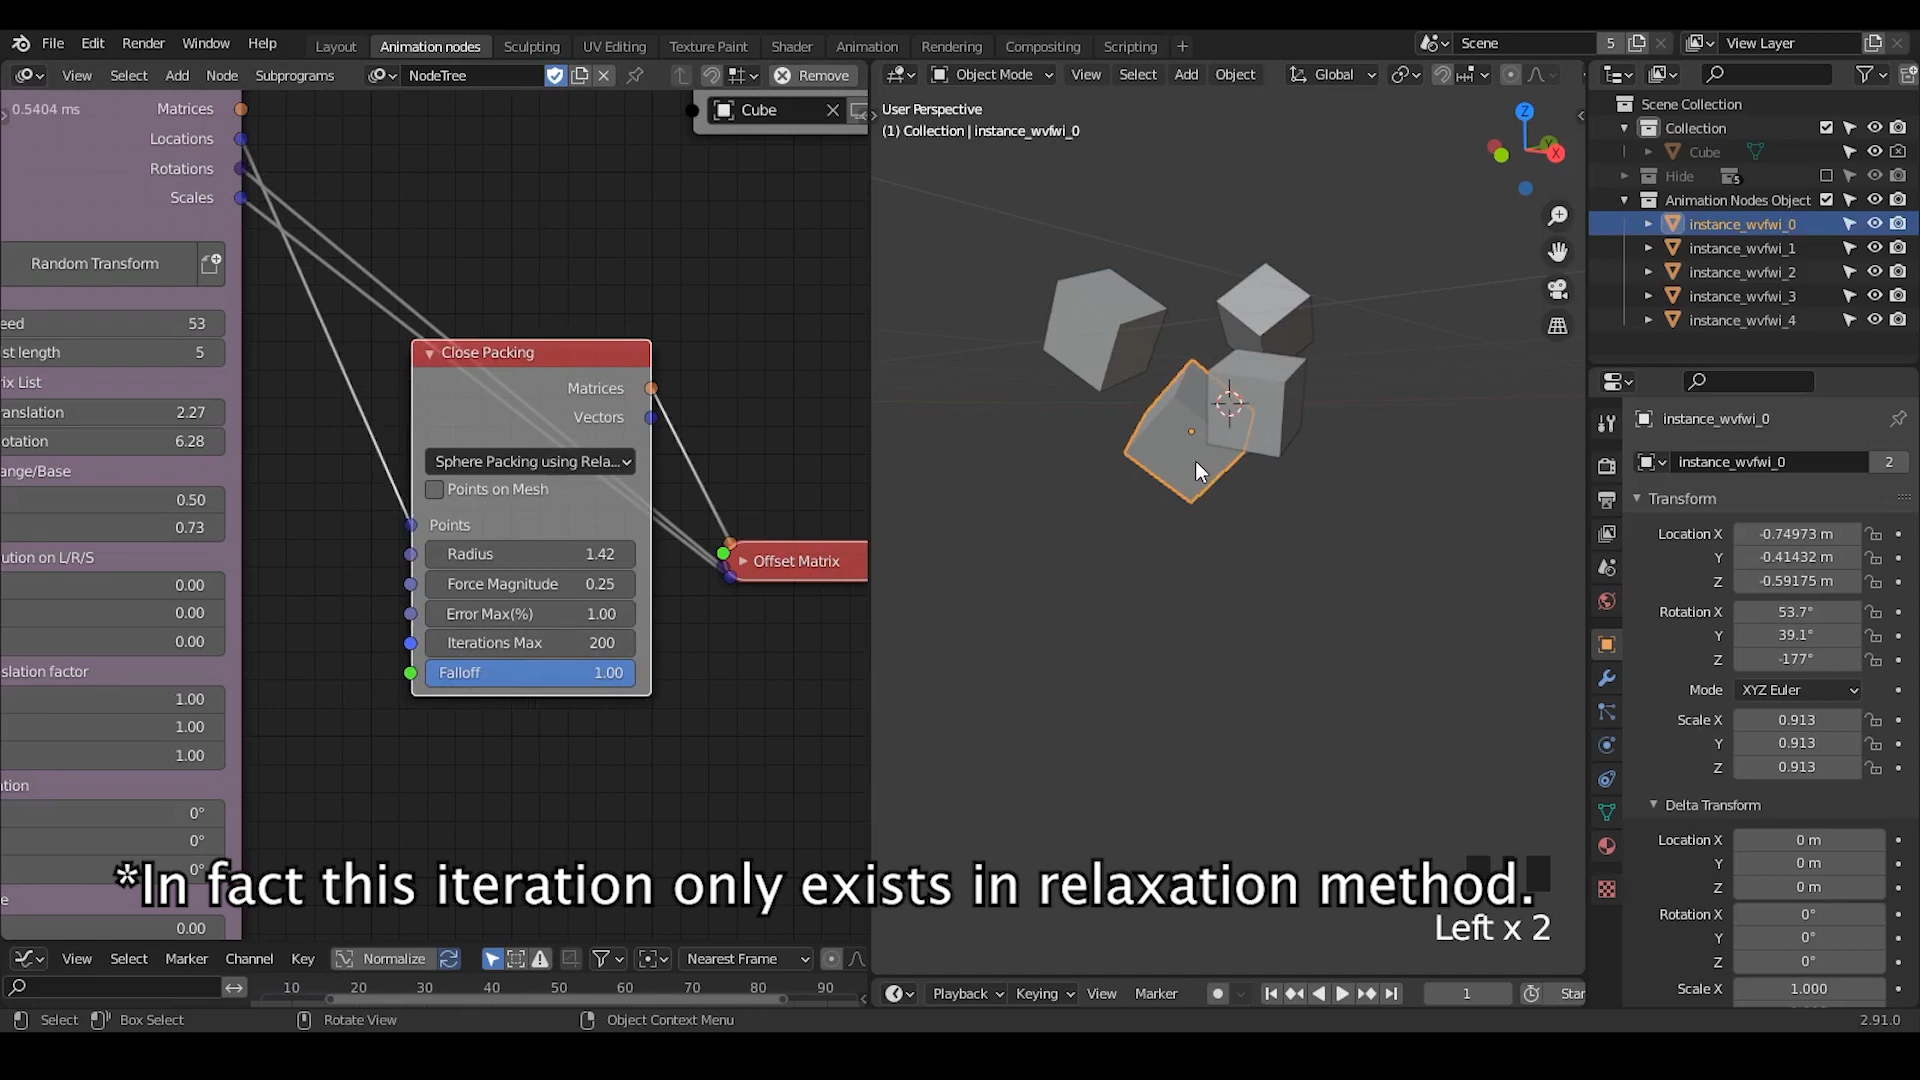 File Edit Render Window Help Layout Animation nodes Sculpting UV Editing Texture Paint Shader Animation Rendering Compositing Scripting + Scene 5 View Layer
View Select Add Node Subprograms NodeTree Remove
Object Mode View Select Add Object Global
0.5404 ms
Matrices
Locations
Rotations
Scales
Random Transform
eed 53
st length 5
rix List
anslation 2.27
otation 6.28
ange/Base
0.50
0.73
ution on L/R/S
0.00
0.00
0.00
slation factor
1.00
1.00
1.00
ation
0°
0°
0°
e
0.00
Cube
Close Packing
Matrices
Vectors
Sphere Packing using Rela...
Points on Mesh
Points
Radius 1.42
Force Magnitude 0.25
Error Max(%) 1.00
Iterations Max 200
Falloff 1.00
Offset Matrix
User Perspective
(1) Collection | instance_wvfwi_0
Z
Y
X
Scene Collection
Collection
Cube
Hide 5
Animation Nodes Object
instance_wvfwi_0
instance_wvfwi_1
instance_wvfwi_2
instance_wvfwi_3
instance_wvfwi_4
instance_wvfwi_0
instance_wvfwi_0 2
Transform
Location X -0.74973 m
Y -0.41432 m
Z -0.59175 m
Rotation X 53.7°
Y 39.1°
Z -177°
Mode XYZ Euler
Scale X 0.913
Y 0.913
Z 0.913
Delta Transform
Location X 0 m
Y 0 m
Z 0 m
Rotation X 0°
Y 0°
Z 0°
Scale X 1.000
*In fact this iteration only exists in relaxation method.
Left x 2
View Select Marker Channel Key Normalize Nearest Frame
10 20 30 40 50 60 70 80 90
Playback Keying View Marker 1 Star
Select Box Select Rotate View Object Context Menu 2.91.0